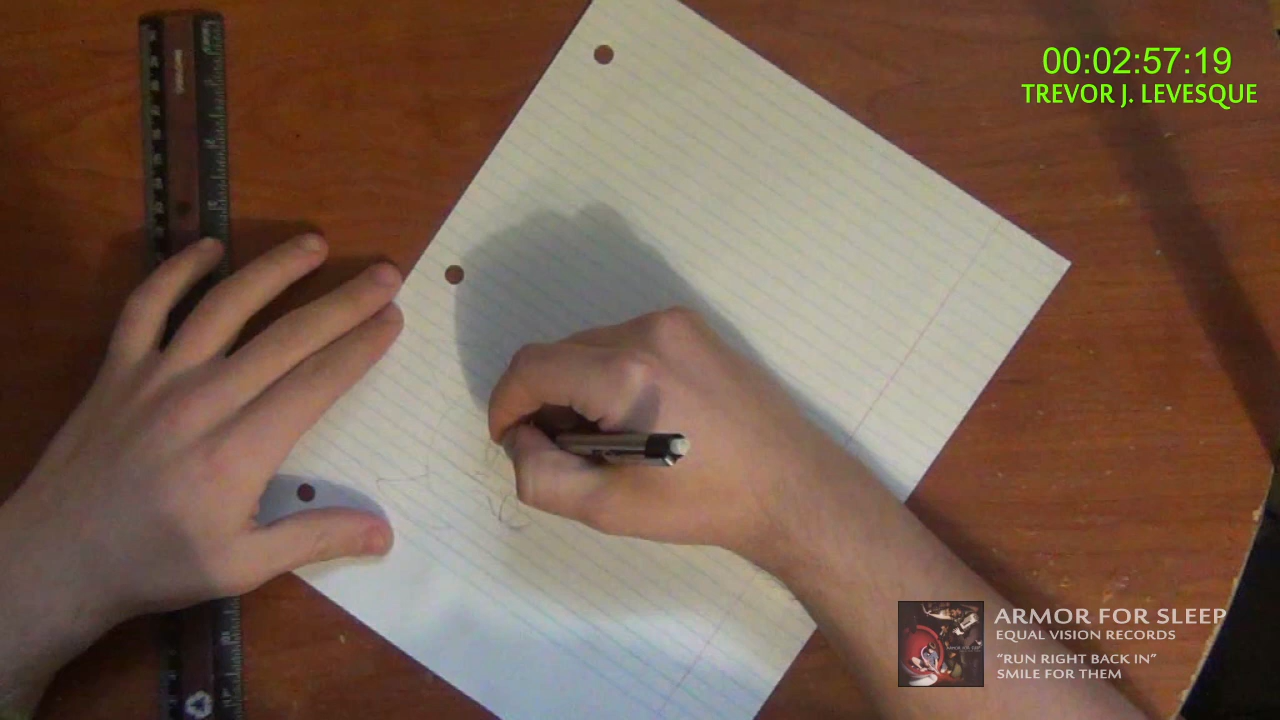 00:02:57:19
TREVOR J. LEVESQUE
ARMOR FOR SLEEP
EQUAL VISION RECORDS
“RUN RIGHT BACK IN”
SMILE FOR THEM